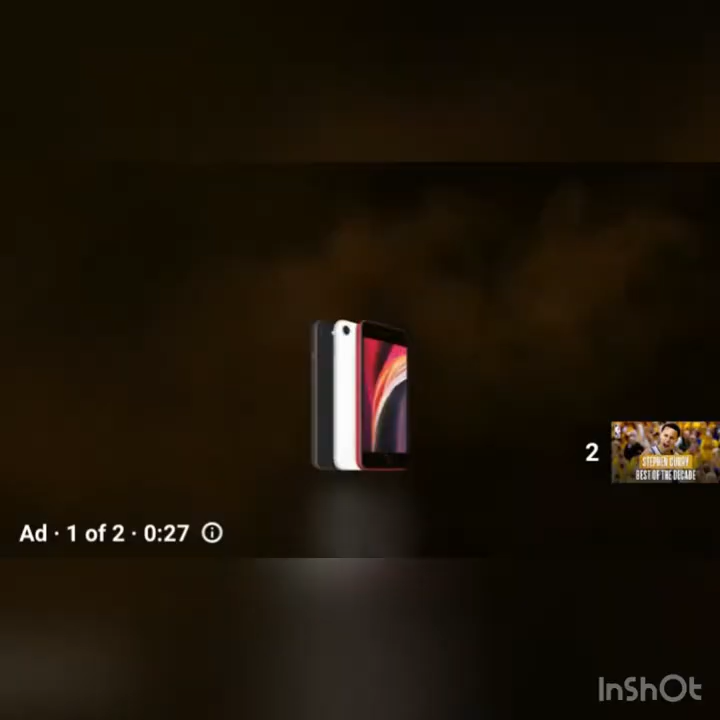 2
STEPHEN CURRY
BEST OF THE DECADE
Ad · 1 of 2 · 0:27
InShOt